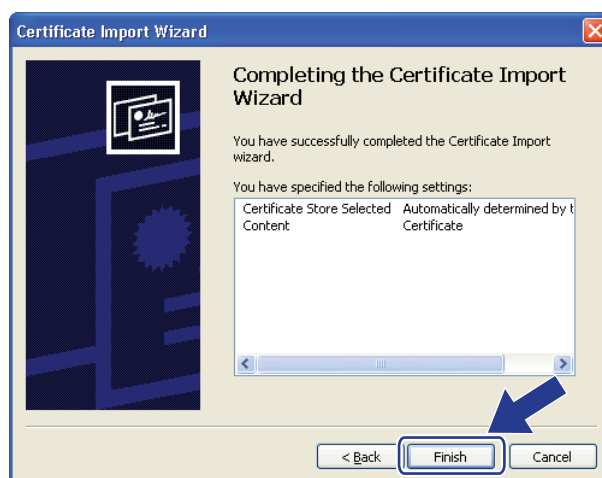 Certificate Import Wizard
Completing the Certificate Import
Wizard
You have successfully completed the Certificate Import
wizard.
You have specified the following settings:
Certificate Store Selected Automatically determined by t
Content Certificate
< Back Finish Cancel